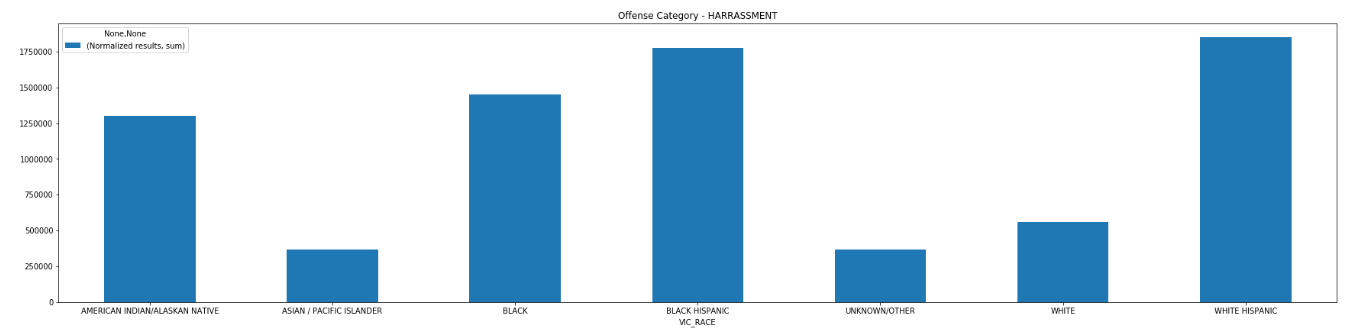 Offense Category - HARRASSMENT
None,None
(Normalized results, sum)
1750000
1500000
1250000
1000000
750000
500000
250000
0
AMERICAN INDIAN/ALASKAN NATIVE
ASIAN / PACIFIC ISLANDER
BLACK
BLACK HISPANIC
UNKNOWN/OTHER
WHITE
WHITE HISPANIC
VIC_RACE